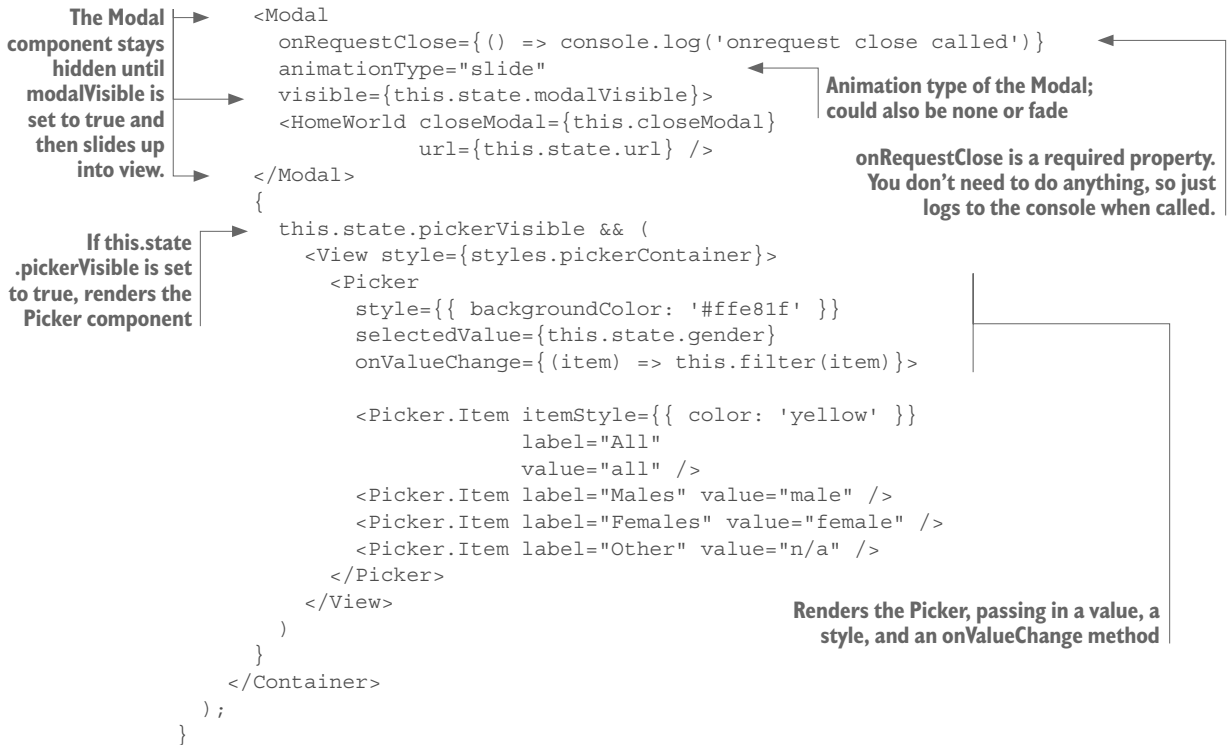 The Modal
component stays
hidden until
modalVisible is
set to true and
then slides up
into view.
<Modal
onRequestClose={() => console.log('onrequest close called')}
animationType="slide"
visible={this.state.modalVisible}>
<HomeWorld closeModal={this.closeModal}
url={this.state.url} />
</Modal>
Animation type of the Modal;
could also be none or fade
onRequestClose is a required property.
You don't need to do anything, so just
logs to the console when called.
{
If this.state
.pickerVisible is set
to true, renders the
Picker component
this.state.pickerVisible && (
<View style={styles.pickerContainer}>
<Picker
style={{ backgroundColor: '#ffe81f' }}
selectedValue={this.state.gender}
onValueChange={(item) => this.filter(item)}>
<Picker.Item itemStyle={{ color: 'yellow' }}
label="All"
value="all" />
<Picker.Item label="Males" value="male" />
<Picker.Item label="Females" value="female" />
<Picker.Item label="Other" value="n/a" />
</Picker>
</View>
Renders the Picker, passing in a value, a
style, and an onValueChange method
)
}
</Container>
);
}